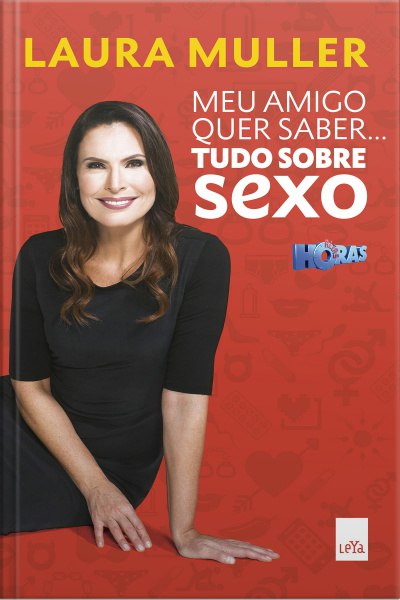 LAURA MULLER
MEU AMIGO
QUER SABER...
TUDO SOBRE
sexo
HORAS
LeYa